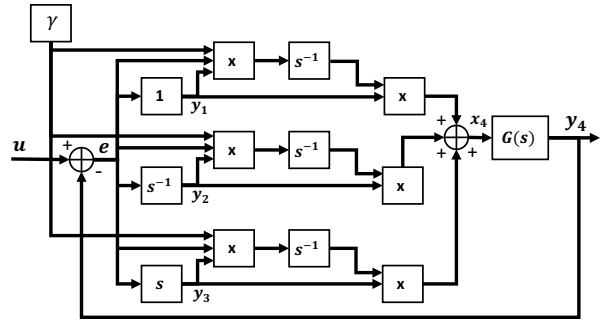 γ
x
s⁻¹
1
y₁
x
x
s⁻¹
x₄
G(s)
y₄
u
+
-
e
+
+
+
s⁻¹
y₂
x
x
s⁻¹
s
y₃
x